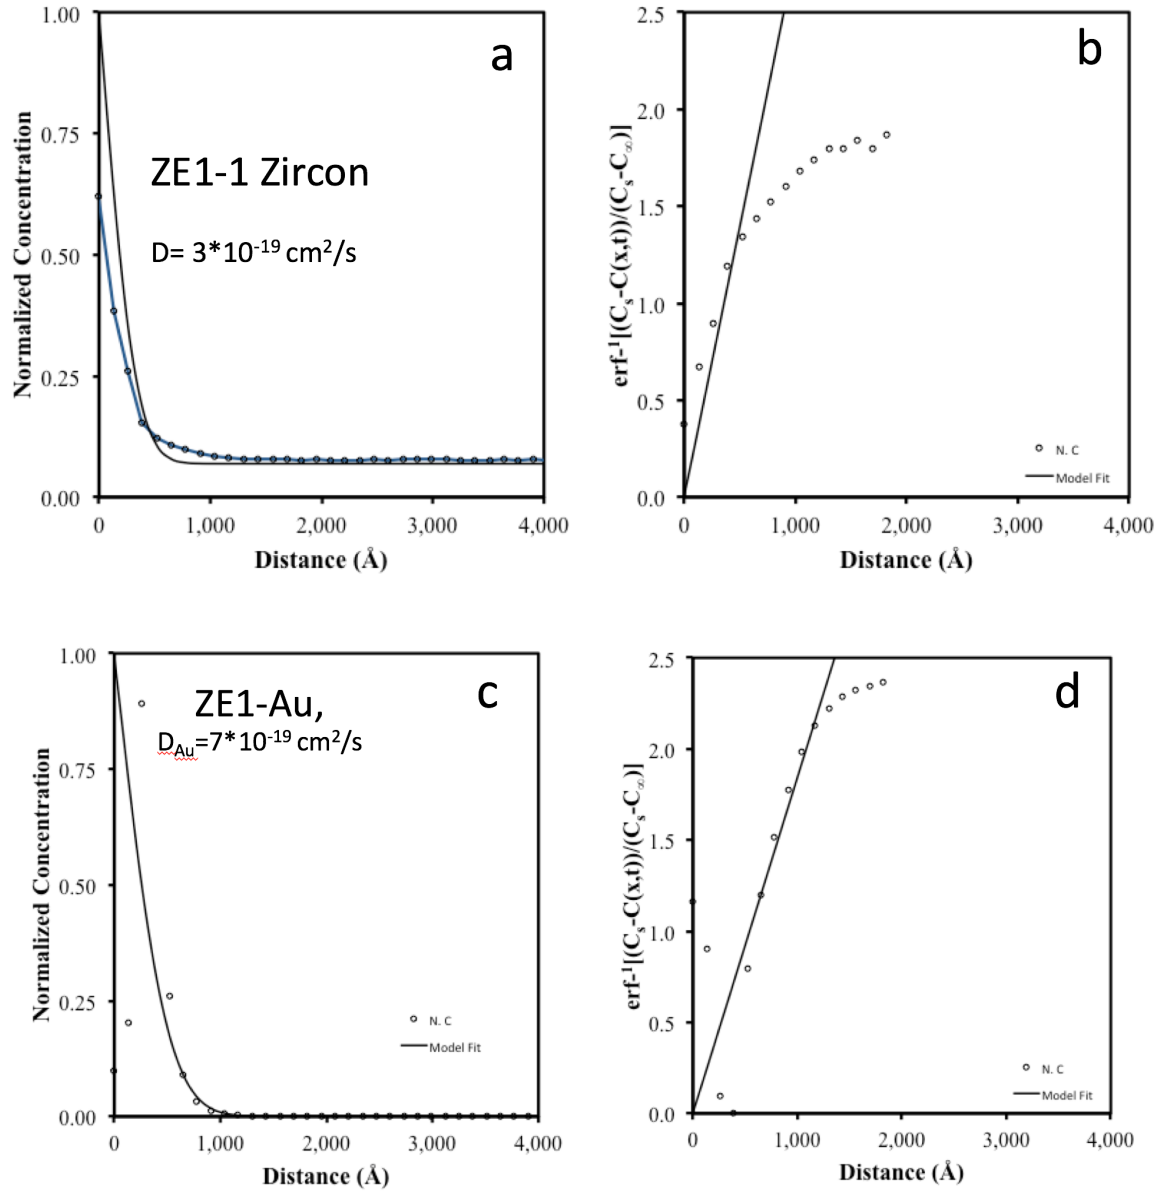 1.00
0.75
0.50
0.25
0.00
Normalized Concentration
a
ZE1-1 Zircon
D= 3*10⁻¹⁹ cm²/s
0 1,000 2,000 3,000 4,000
Distance (Å)
2.5
2.0
1.5
1.0
0.5
0.0
erf-¹[(Cₛ-C(x,t))/(Cₛ-C∞)]
b
N. C
Model Fit
0 1,000 2,000 3,000 4,000
Distance (Å)
1.00
0.75
0.50
0.25
0.00
Normalized Concentration
c
ZE1-Au,
D_Au=7*10⁻¹⁹ cm²/s
N. C
Model Fit
0 1,000 2,000 3,000 4,000
Distance (Å)
2.5
2.0
1.5
1.0
0.5
0.0
erf-¹[(Cₛ-C(x,t))/(Cₛ-C∞)]
d
N. C
Model Fit
0 1,000 2,000 3,000 4,000
Distance (Å)